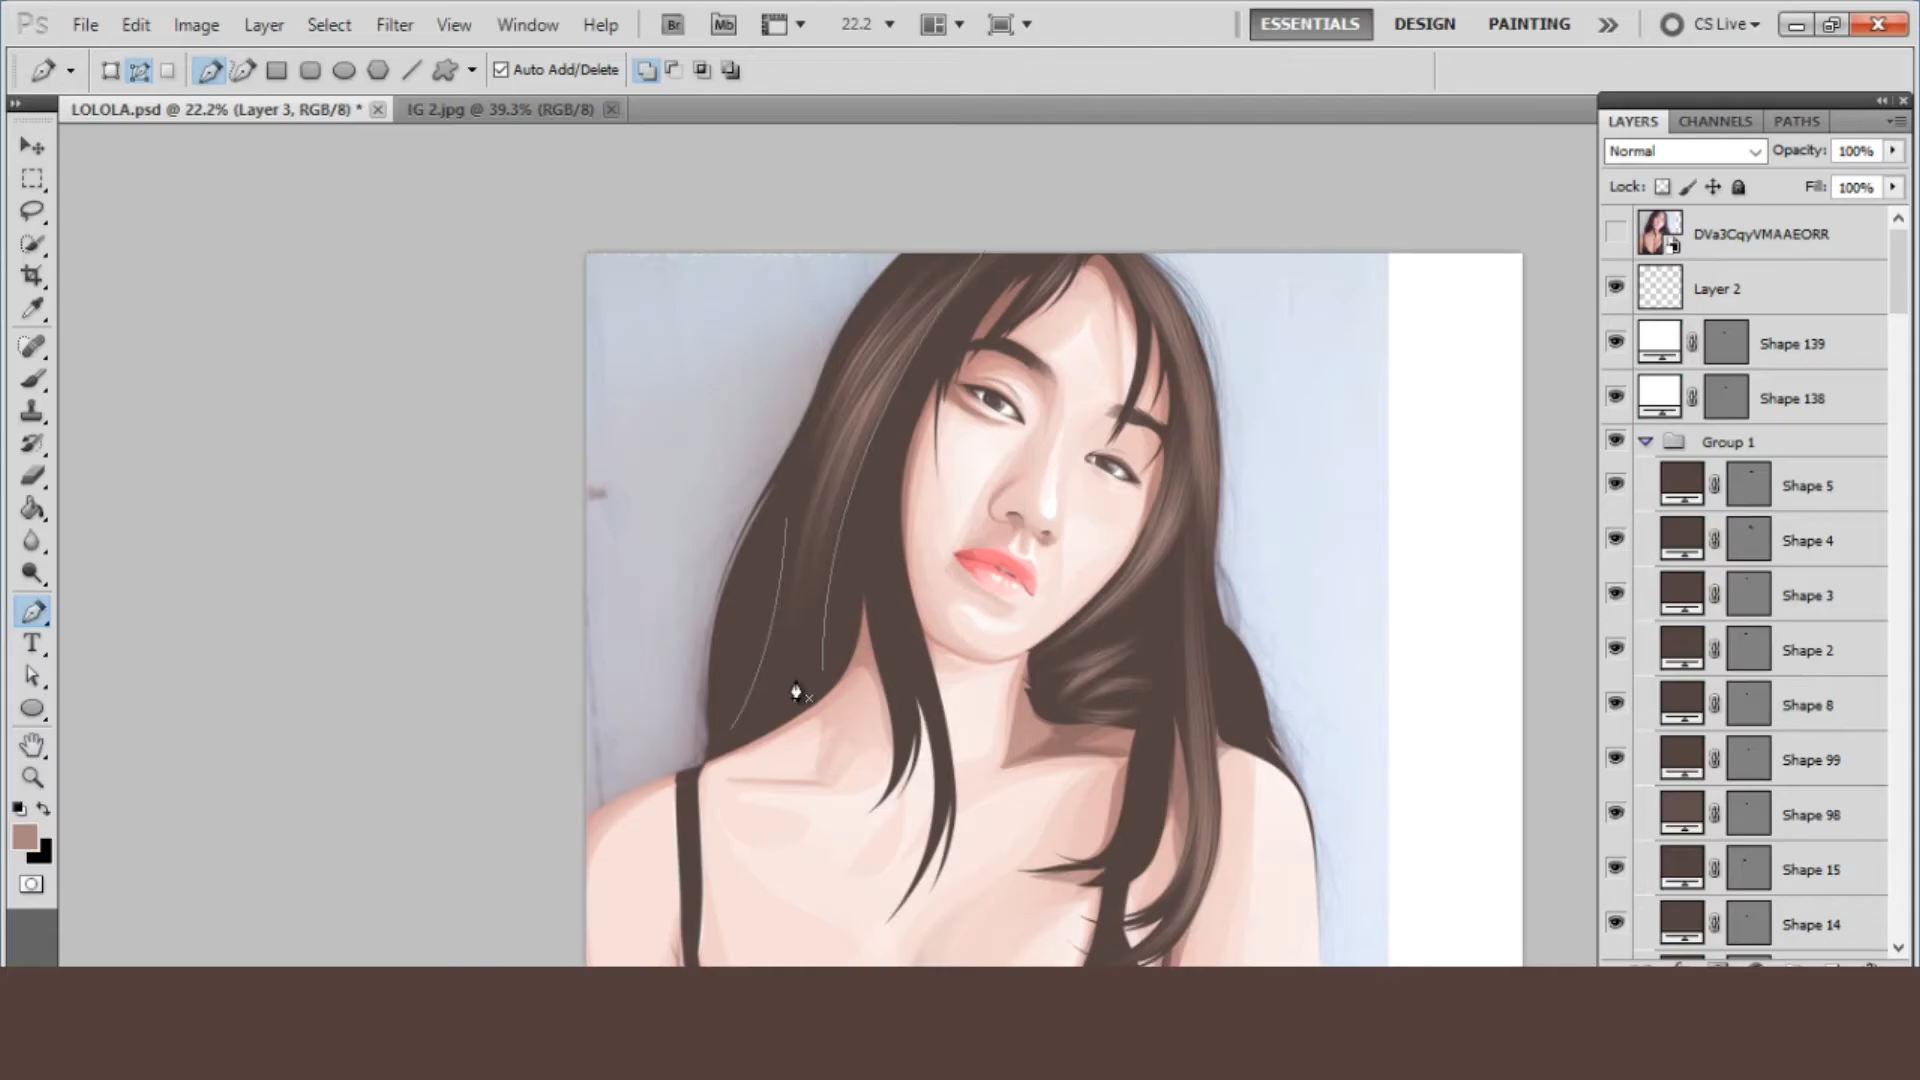 Ps File Edit Image Layer Select Filter View Window Help Br Mb 22.2 ESSENTIALS DESIGN PAINTING CS Live
Auto Add/Delete
LOLOLA.psd @ 22.2% (Layer 3, RGB/8) * IG 2.jpg @ 39.3% (RGB/8)
LAYERS CHANNELS PATHS
Normal Opacity: 100%
Lock: Fill: 100%
DVa3CqyVMAAEORR
Layer 2
Shape 139
Shape 138
Group 1
Shape 5
Shape 4
Shape 3
Shape 2
Shape 8
Shape 99
Shape 98
Shape 15
Shape 14
T